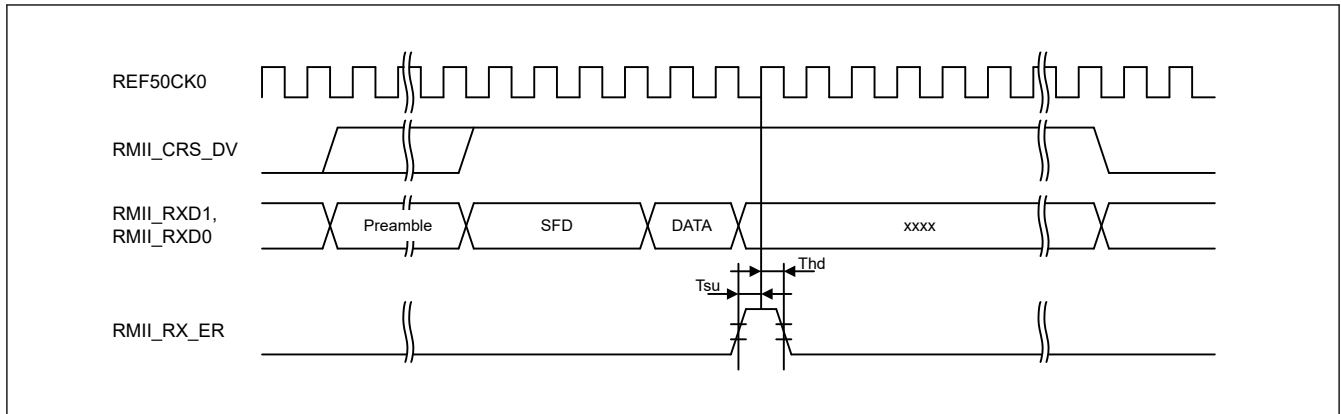 REF50CK0
RMII_CRS_DV
RMII_RXD1,
RMII_RXD0
Preamble
SFD
DATA
xxxx
Thd
Tsu
RMII_RX_ER